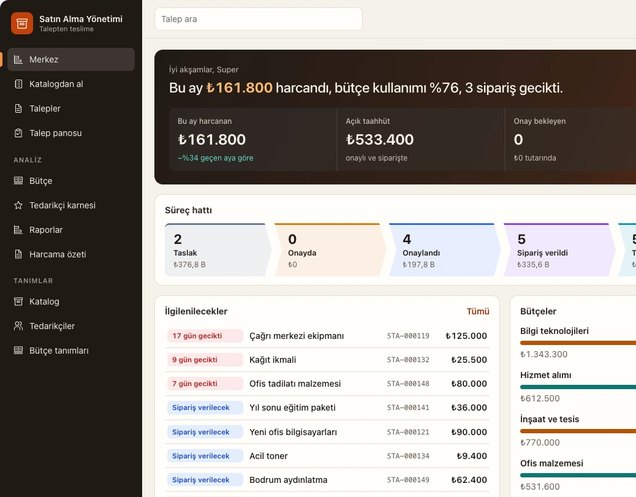 Satın Alma Yönetimi
Talepten teslime
Talep ara
Merkez
Katalogdan al
Talepler
Talep panosu
ANALİZ
Bütçe
Tedarikçi karnesi
Raporlar
Harcama özeti
TANIMLAR
Katalog
Tedarikçiler
Bütçe tanımları
İyi akşamlar, Super
Bu ay ₺161.800 harcandı, bütçe kullanımı %76, 3 sipariş gecikti.
Bu ay harcanan
₺161.800
−%34 geçen aya göre
Açık taahhüt
₺533.400
onaylı ve siparişte
Onay bekleyen
0
₺0 tutarında
Süreç hattı
2
Taslak
₺376,8 B
0
Onayda
₺0
4
Onaylandı
₺197,8 B
5
Sipariş verildi
₺335,6 B
İlgilenilecekler
Tümü
17 gün gecikti Çağrı merkezi ekipmanı STA-000119 ₺125.000
9 gün gecikti Kağıt ikmali STA-000132 ₺25.500
7 gün gecikti Ofis tadilatı malzemesi STA-000148 ₺80.000
Sipariş verilecek Yıl sonu eğitim paketi STA-000141 ₺36.000
Sipariş verilecek Yeni ofis bilgisayarları STA-000121 ₺90.000
Sipariş verilecek Acil toner STA-000134 ₺9.400
Sipariş verilecek Bodrum aydınlatma STA-000149 ₺62.400
Bütçeler
Bilgi teknolojileri
₺1.343.300
Hizmet alımı
₺612.500
İnşaat ve tesis
₺770.000
Ofis malzemesi
₺531.600